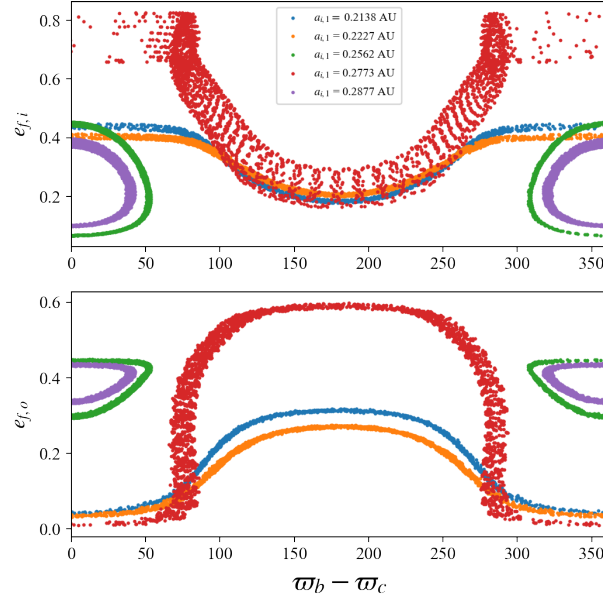 0.8
0.6
0.4
0.2
e_{f,i}
a_{i,1} = 0.2138 AU
a_{i,1} = 0.2227 AU
a_{i,1} = 0.2562 AU
a_{i,1} = 0.2773 AU
a_{i,1} = 0.2877 AU
0 50 100 150 200 250 300 350
0.6
0.4
0.2
0.0
e_{f,o}
0 50 100 150 200 250 300 350
ϖ_b − ϖ_c